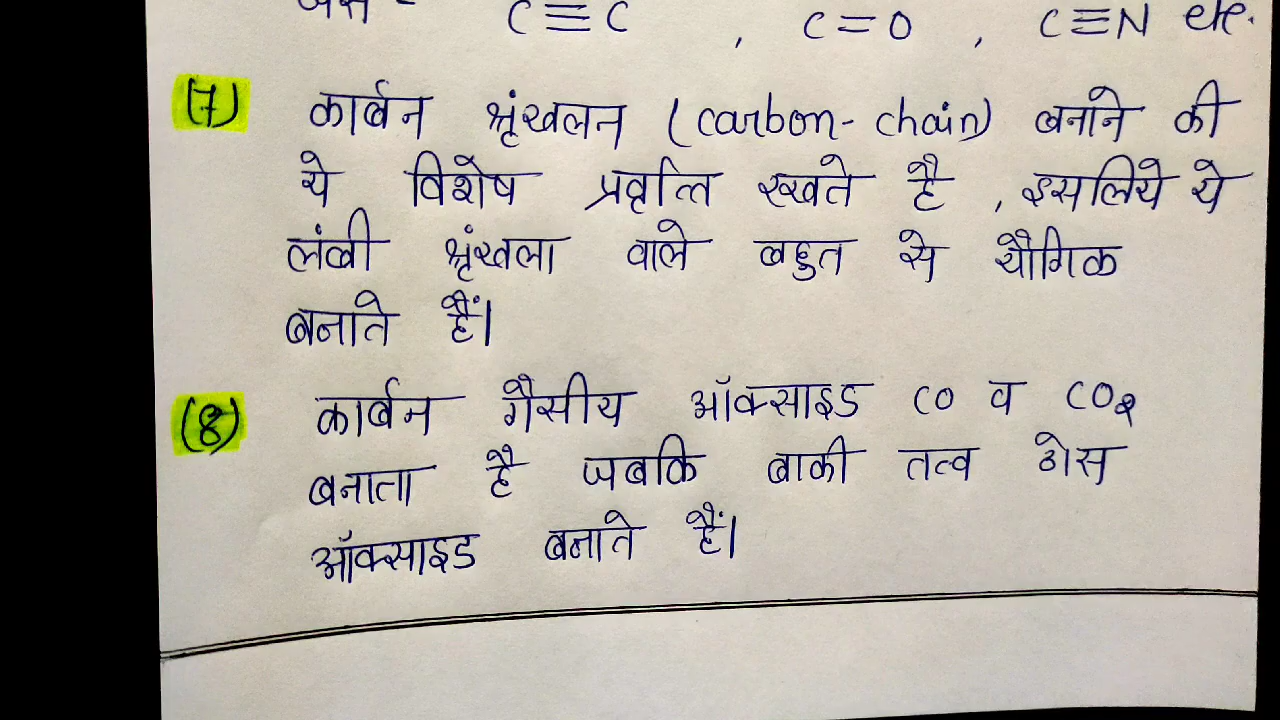 जैसे - C≡C , C=O , C≡N etc.
(7) कार्बन श्रृंखलन (carbon-chain) बनाने की
ये विशेष प्रर्वात्ति रखते है , इसलिये ये
लंबी श्रृंखला वाले बहुत से यौगिक
बनाते हैं।
(8) कार्बन गैसीय ऑक्साइड CO व CO₂
बनाता है जबकि बाकी तत्व ठोस
ऑक्साइड बनाते हैं।